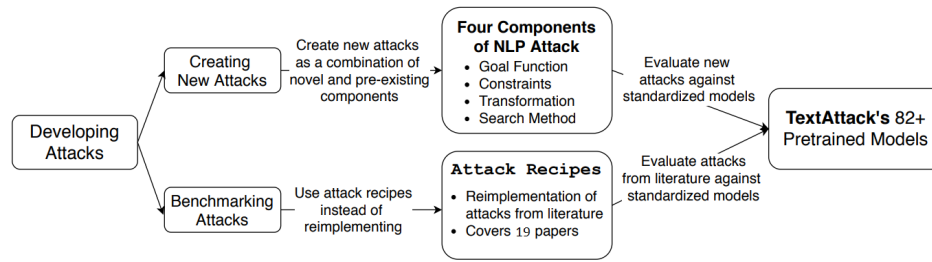 Developing
Attacks
Creating
New Attacks
Create new attacks
as a combination of
novel and pre-existing
components
Four Components
of NLP Attack
• Goal Function
• Constraints
• Transformation
• Search Method
Evaluate new
attacks against
standardized models
Benchmarking
Attacks
Use attack recipes
instead of
reimplementing
Attack Recipes
• Reimplementation of
attacks from literature
• Covers 19 papers
Evaluate attacks
from literature against
standardized models
TextAttack's 82+
Pretrained Models